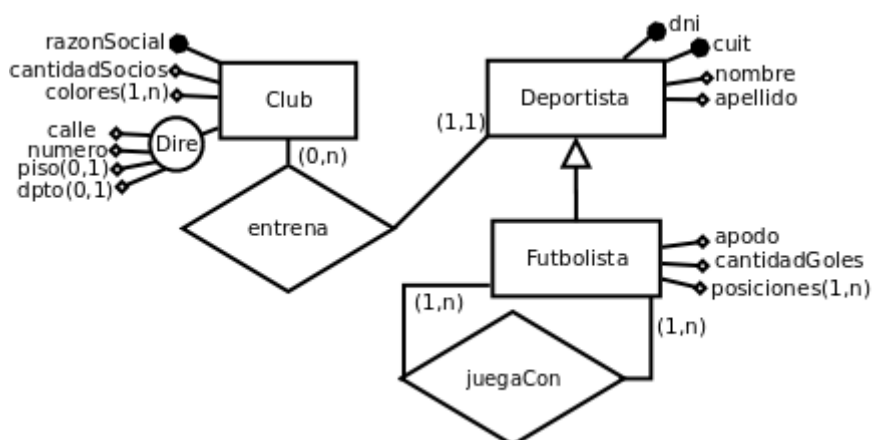 razonSocial
cantidadSocios
colores(1,n)
Club
calle
numero
piso(0,1)
dpto(0,1)
Dire
(0,n)
entrena
(1,1)
Deportista
dni
cuit
nombre
apellido
Futbolista
apodo
cantidadGoles
posiciones(1,n)
(1,n)
(1,n)
juegaCon